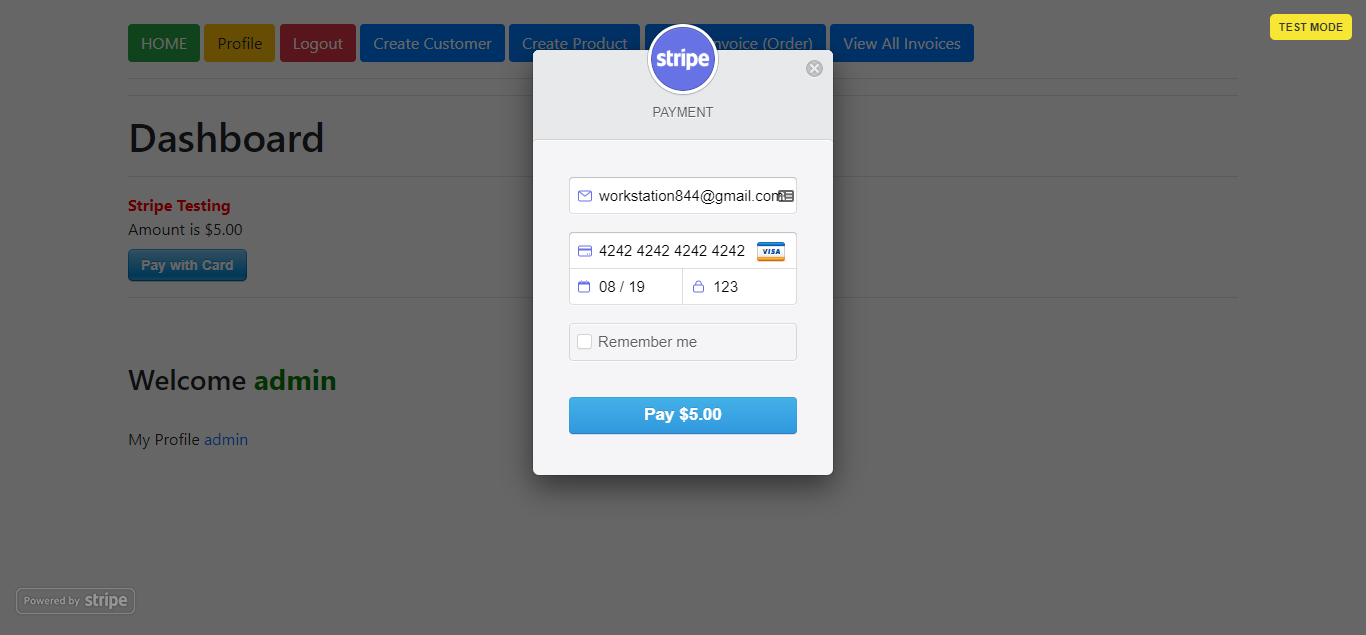 HOME Profile Logout Create Customer Create Product nvoice (Order) View All Invoices
TEST MODE
stripe
PAYMENT
Dashboard
Stripe Testing
Amount is $5.00
Pay with Card
workstation844@gmail.com
4242 4242 4242 4242 VISA
08 / 19 123
Remember me
Pay $5.00
Welcome admin
My Profile admin
Powered by stripe